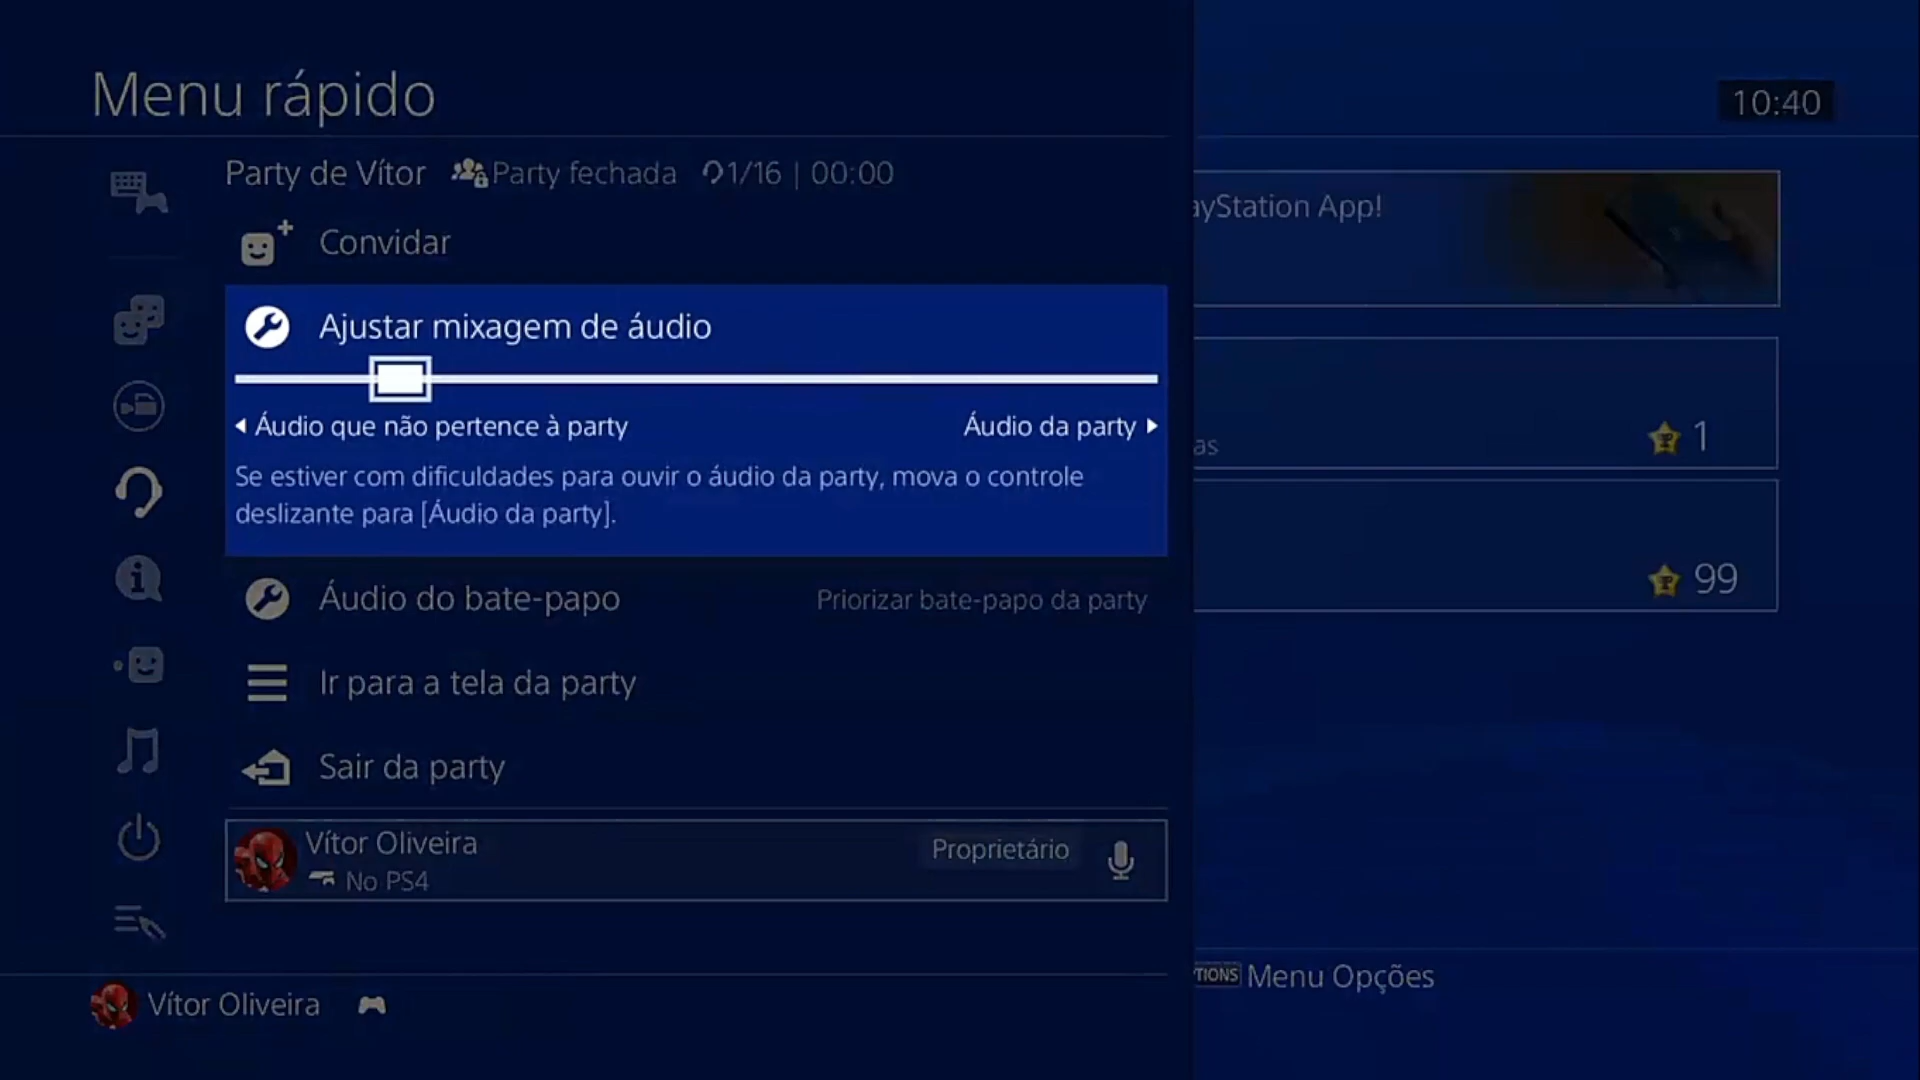 Menu rápido
10:40
Party de Vítor Party fechada 1/16 | 00:00
Convidar
ayStation App!
Ajustar mixagem de áudio
Áudio que não pertence à party Áudio da party
Se estiver com dificuldades para ouvir o áudio da party, mova o controle
deslizante para [Áudio da party].
as
1
Áudio do bate-papo Priorizar bate-papo da party
99
Ir para a tela da party
Sair da party
Vítor Oliveira Proprietário
No PS4
TIONS Menu Opções
Vítor Oliveira